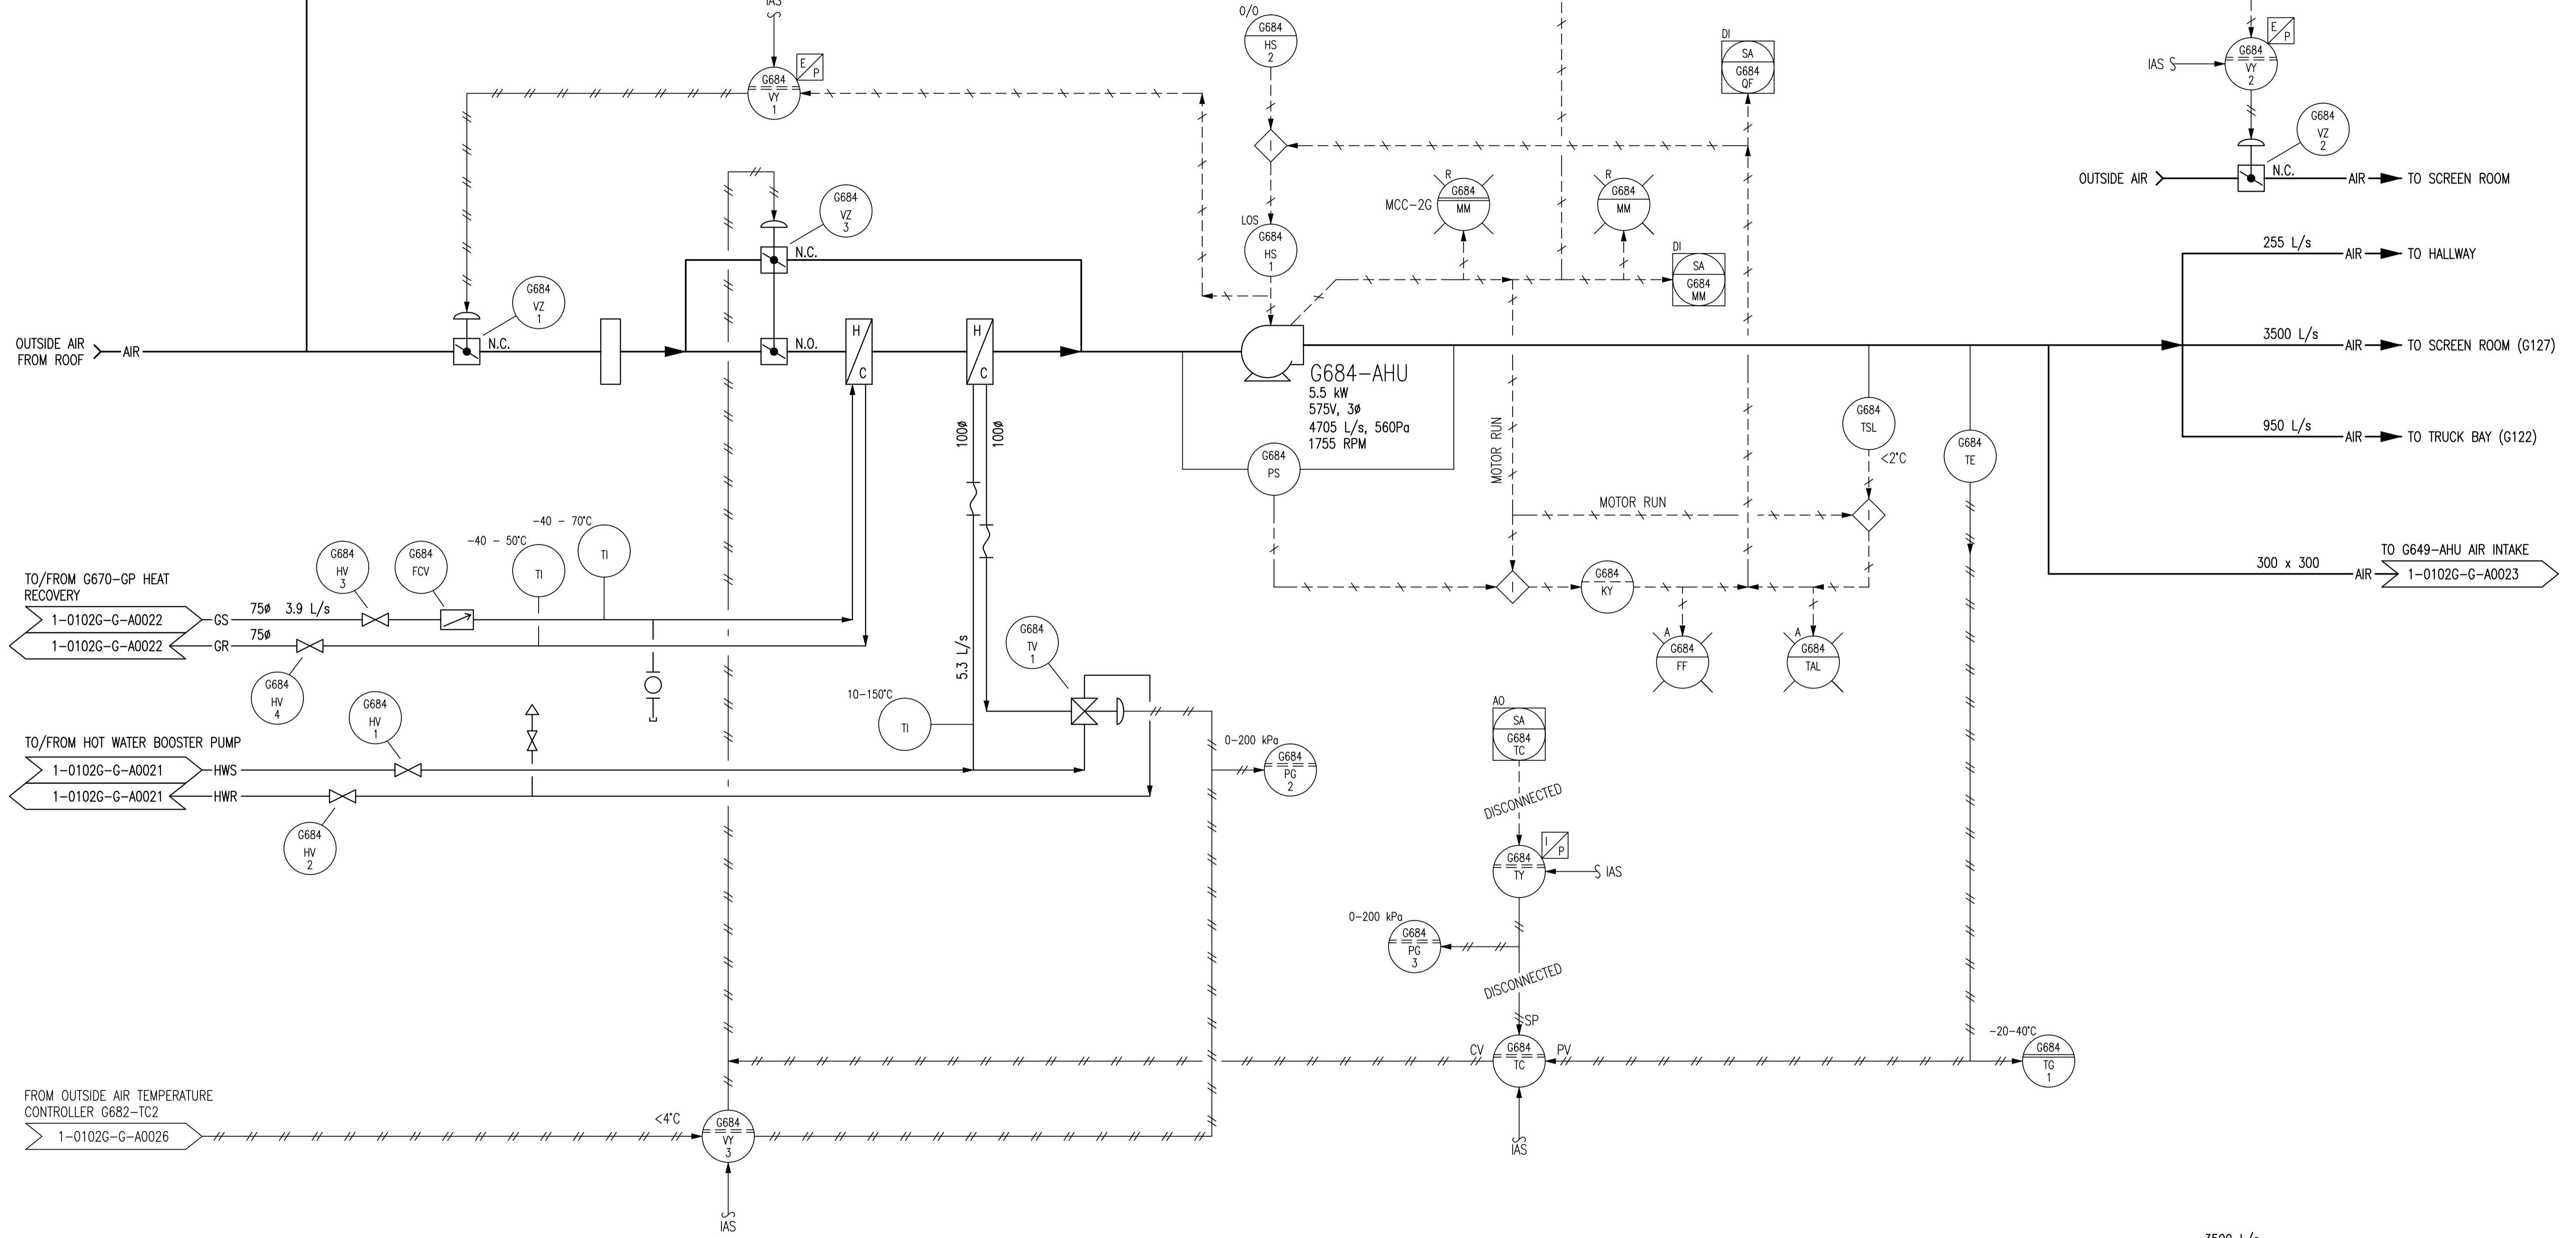 IAS
E
P
G684
VY
1
O/O
G684
HS
2
DI
SA
G684
QF
E
P
G684
VY
2
IAS
G684
VZ
2
OUTSIDE AIR
N.C.
AIR
TO SCREEN ROOM
G684
VZ
3
N.C.
LOS
G684
HS
1
MCC-2G
R
G684
MM
R
G684
MM
DI
SA
G684
MM
255 L/s
AIR
TO HALLWAY
G684
VZ
1
OUTSIDE AIR
FROM ROOF
AIR
N.C.
N.O.
H
C
H
C
G684-AHU
5.5 kW
575V, 3ø
4705 L/s, 560Pa
1755 RPM
3500 L/s
AIR
TO SCREEN ROOM (G127)
950 L/s
AIR
TO TRUCK BAY (G122)
100ø
100ø
G684
PS
MOTOR RUN
MOTOR RUN
G684
TSL
<2°C
G684
TE
-40 - 50°C
TI
-40 - 70°C
TI
G684
HV
3
G684
FCV
TO/FROM G670-GP HEAT
RECOVERY
1-0102G-G-A0022
GS
75ø 3.9 L/s
1-0102G-G-A0022
GR
75ø
G684
HV
4
G684
KY
A
G684
FF
A
G684
TAL
300 x 300
AIR
TO G649-AHU AIR INTAKE
1-0102G-G-A0023
5.3 L/s
G684
TV
1
10-150°C
TI
G684
HV
1
TO/FROM HOT WATER BOOSTER PUMP
1-0102G-G-A0021
HWS
1-0102G-G-A0021
HWR
G684
HV
2
0-200 kPa
G684
PG
2
AO
SA
G684
TC
DISCONNECTED
I
P
G684
TY
IAS
0-200 kPa
G684
PG
3
DISCONNECTED
SP
CV
G684
TC
PV
IAS
-20-40°C
G684
TG
1
FROM OUTSIDE AIR TEMPERATURE
CONTROLLER G682-TC2
1-0102G-G-A0026
<4°C
G684
VY
3
IAS
3500 L/s